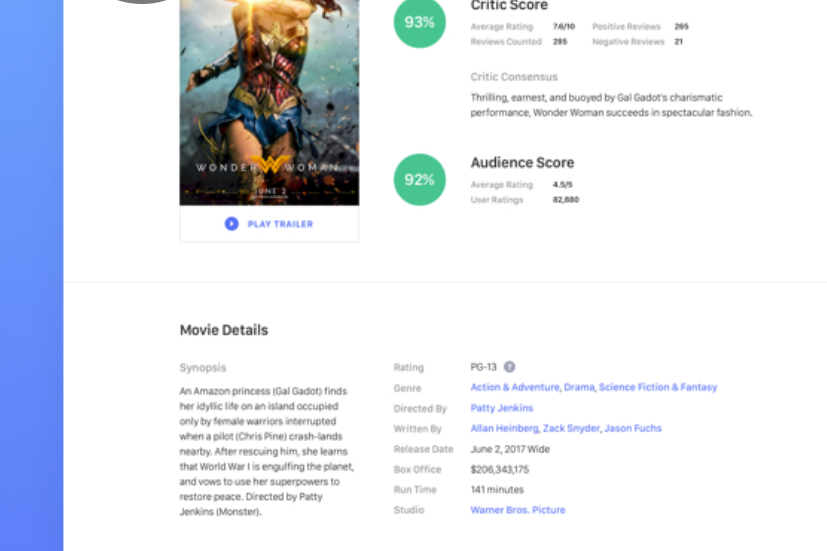 93%
Critic Score
Average Rating 7.6/10 Positive Reviews 265
Reviews Counted 285 Negative Reviews 21
Critic Consensus
Thrilling, earnest, and buoyed by Gal Gadot's charismatic
performance, Wonder Woman succeeds in spectacular fashion.
WONDER WOMAN
JUNE 2
PLAY TRAILER
92%
Audience Score
Average Rating 4.5/5
User Ratings 82,880
Movie Details
Synopsis
An Amazon princess (Gal Gadot) finds
her idyllic life on an island occupied
only by female warriors interrupted
when a pilot (Chris Pine) crash-lands
nearby. After rescuing him, she learns
that World War I is engulfing the planet,
and vows to use her superpowers to
restore peace. Directed by Patty
Jenkins (Monster).
Rating PG-13
Genre Action & Adventure, Drama, Science Fiction & Fantasy
Directed By Patty Jenkins
Written By Allan Heinberg, Zack Snyder, Jason Fuchs
Release Date June 2, 2017 Wide
Box Office $206,343,175
Run Time 141 minutes
Studio Warner Bros. Picture